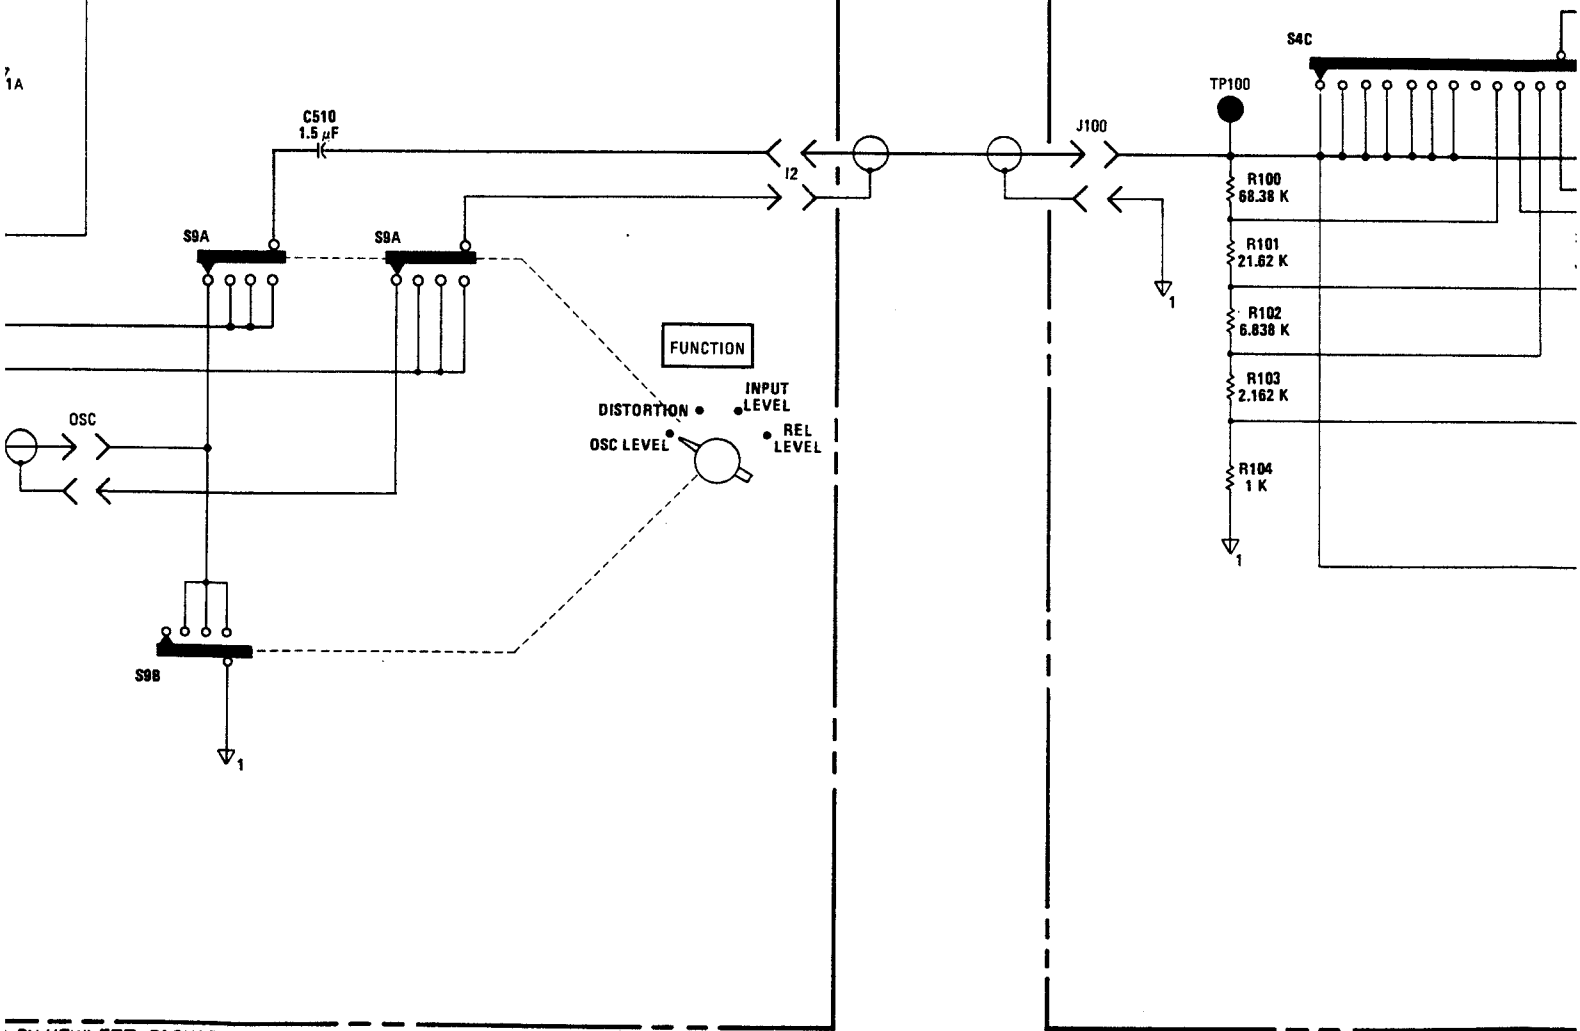 1A
C510
1.5 µF
S9A
S9A
OSC
S9B
1
FUNCTION
DISTORTION
INPUT
LEVEL
OSC LEVEL
REL
LEVEL
J100
1
TP100
S4C
R100
68.38 K
R101
21.62 K
R102
6.838 K
R103
2.162 K
R104
1 K
1